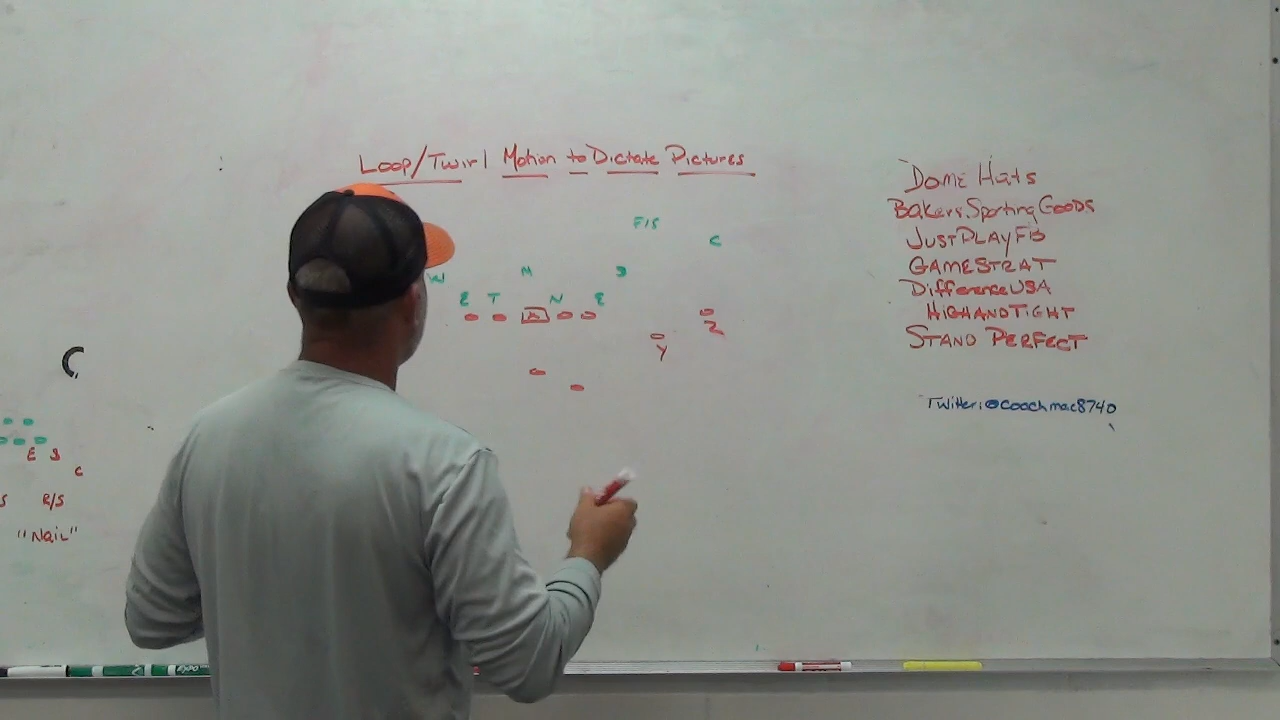 Loop/Twirl Motion to Dictate Pictures
F/S
C
W M S
E T N E
Z
Y
Dome Hats
Bakers Sporting Goods
JustPlayFB
GameStrat
DifferenceUSA
HighandTight
Stand Perfect
Twitter: @coachmac8740
E S
C
S R/S
"Nail"